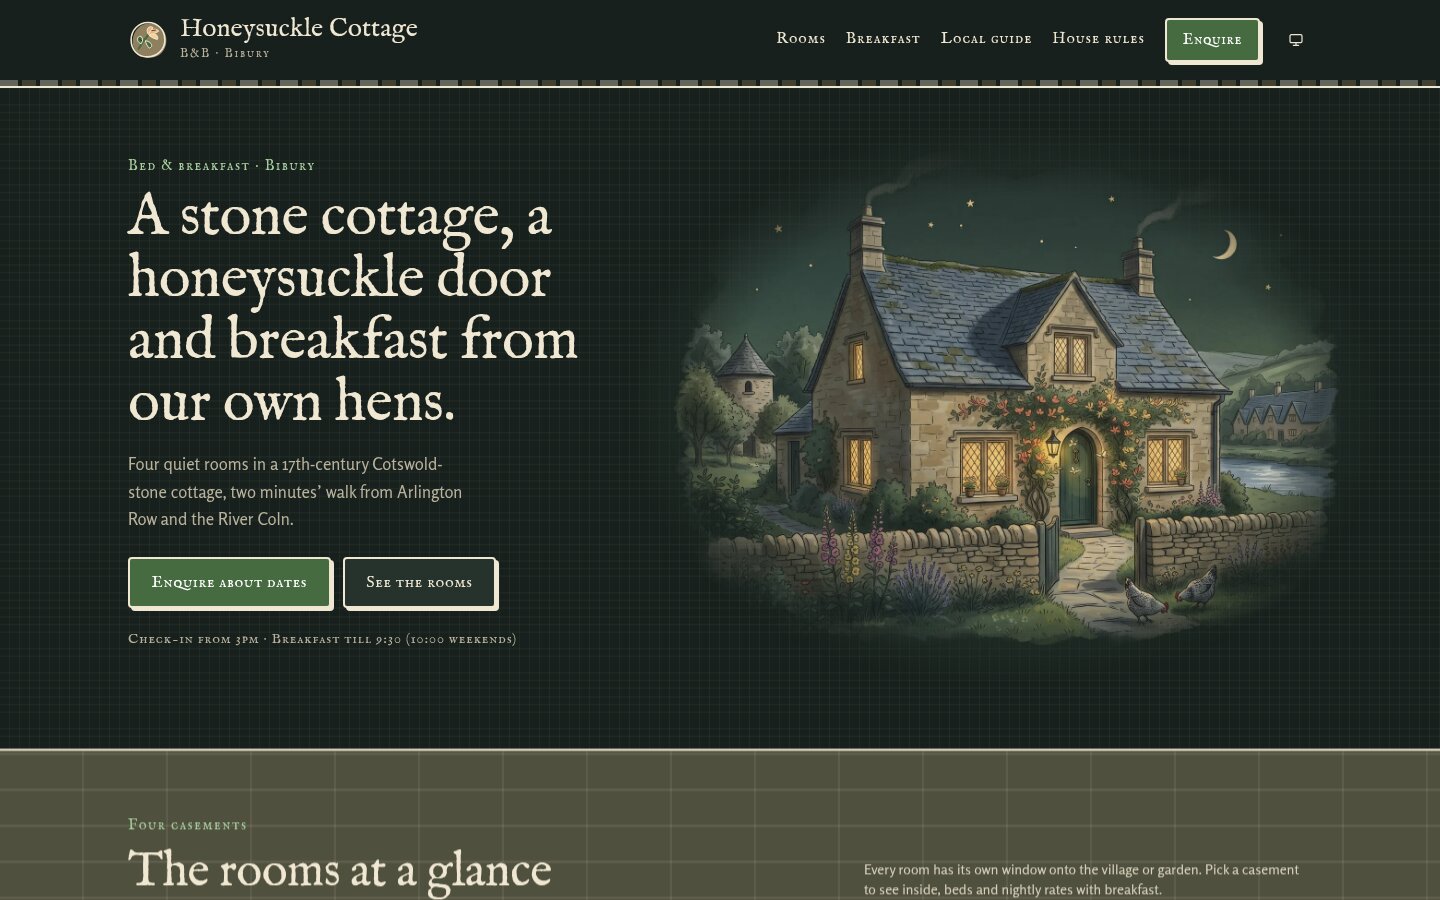 Honeysuckle Cottage
B&B · Bibury
Rooms
Breakfast
Local guide
House rules
Enquire
Bed & breakfast · Bibury
A stone cottage, a
honeysuckle door
and breakfast from
our own hens.
Four quiet rooms in a 17th-century Cotswold-
stone cottage, two minutes’ walk from Arlington
Row and the River Coln.
Enquire about dates
See the rooms
Check-in from 3pm · Breakfast till 9:30 (10:00 weekends)
Four casements
The rooms at a glance
Every room has its own window onto the village or garden. Pick a casement
to see inside, beds and nightly rates with breakfast.